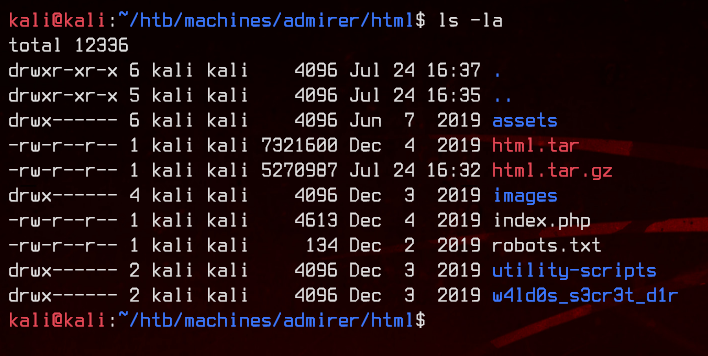 kali@kali:~/htb/machines/admirer/html$ ls -la
total 12336
drwxr-xr-x 6 kali kali    4096 Jul 24 16:37 .
drwxr-xr-x 5 kali kali    4096 Jul 24 16:35 ..
drwx------ 6 kali kali    4096 Jun  7  2019 assets
-rw-r--r-- 1 kali kali 7321600 Dec  4  2019 html.tar
-rw-r--r-- 1 kali kali 5270987 Jul 24 16:32 html.tar.gz
drwx------ 4 kali kali    4096 Dec  3  2019 images
-rw-r--r-- 1 kali kali    4613 Dec  4  2019 index.php
-rw-r--r-- 1 kali kali     134 Dec  2  2019 robots.txt
drwx------ 2 kali kali    4096 Dec  3  2019 utility-scripts
drwx------ 2 kali kali    4096 Dec  3  2019 w4ld0s_s3cr3t_d1r
kali@kali:~/htb/machines/admirer/html$